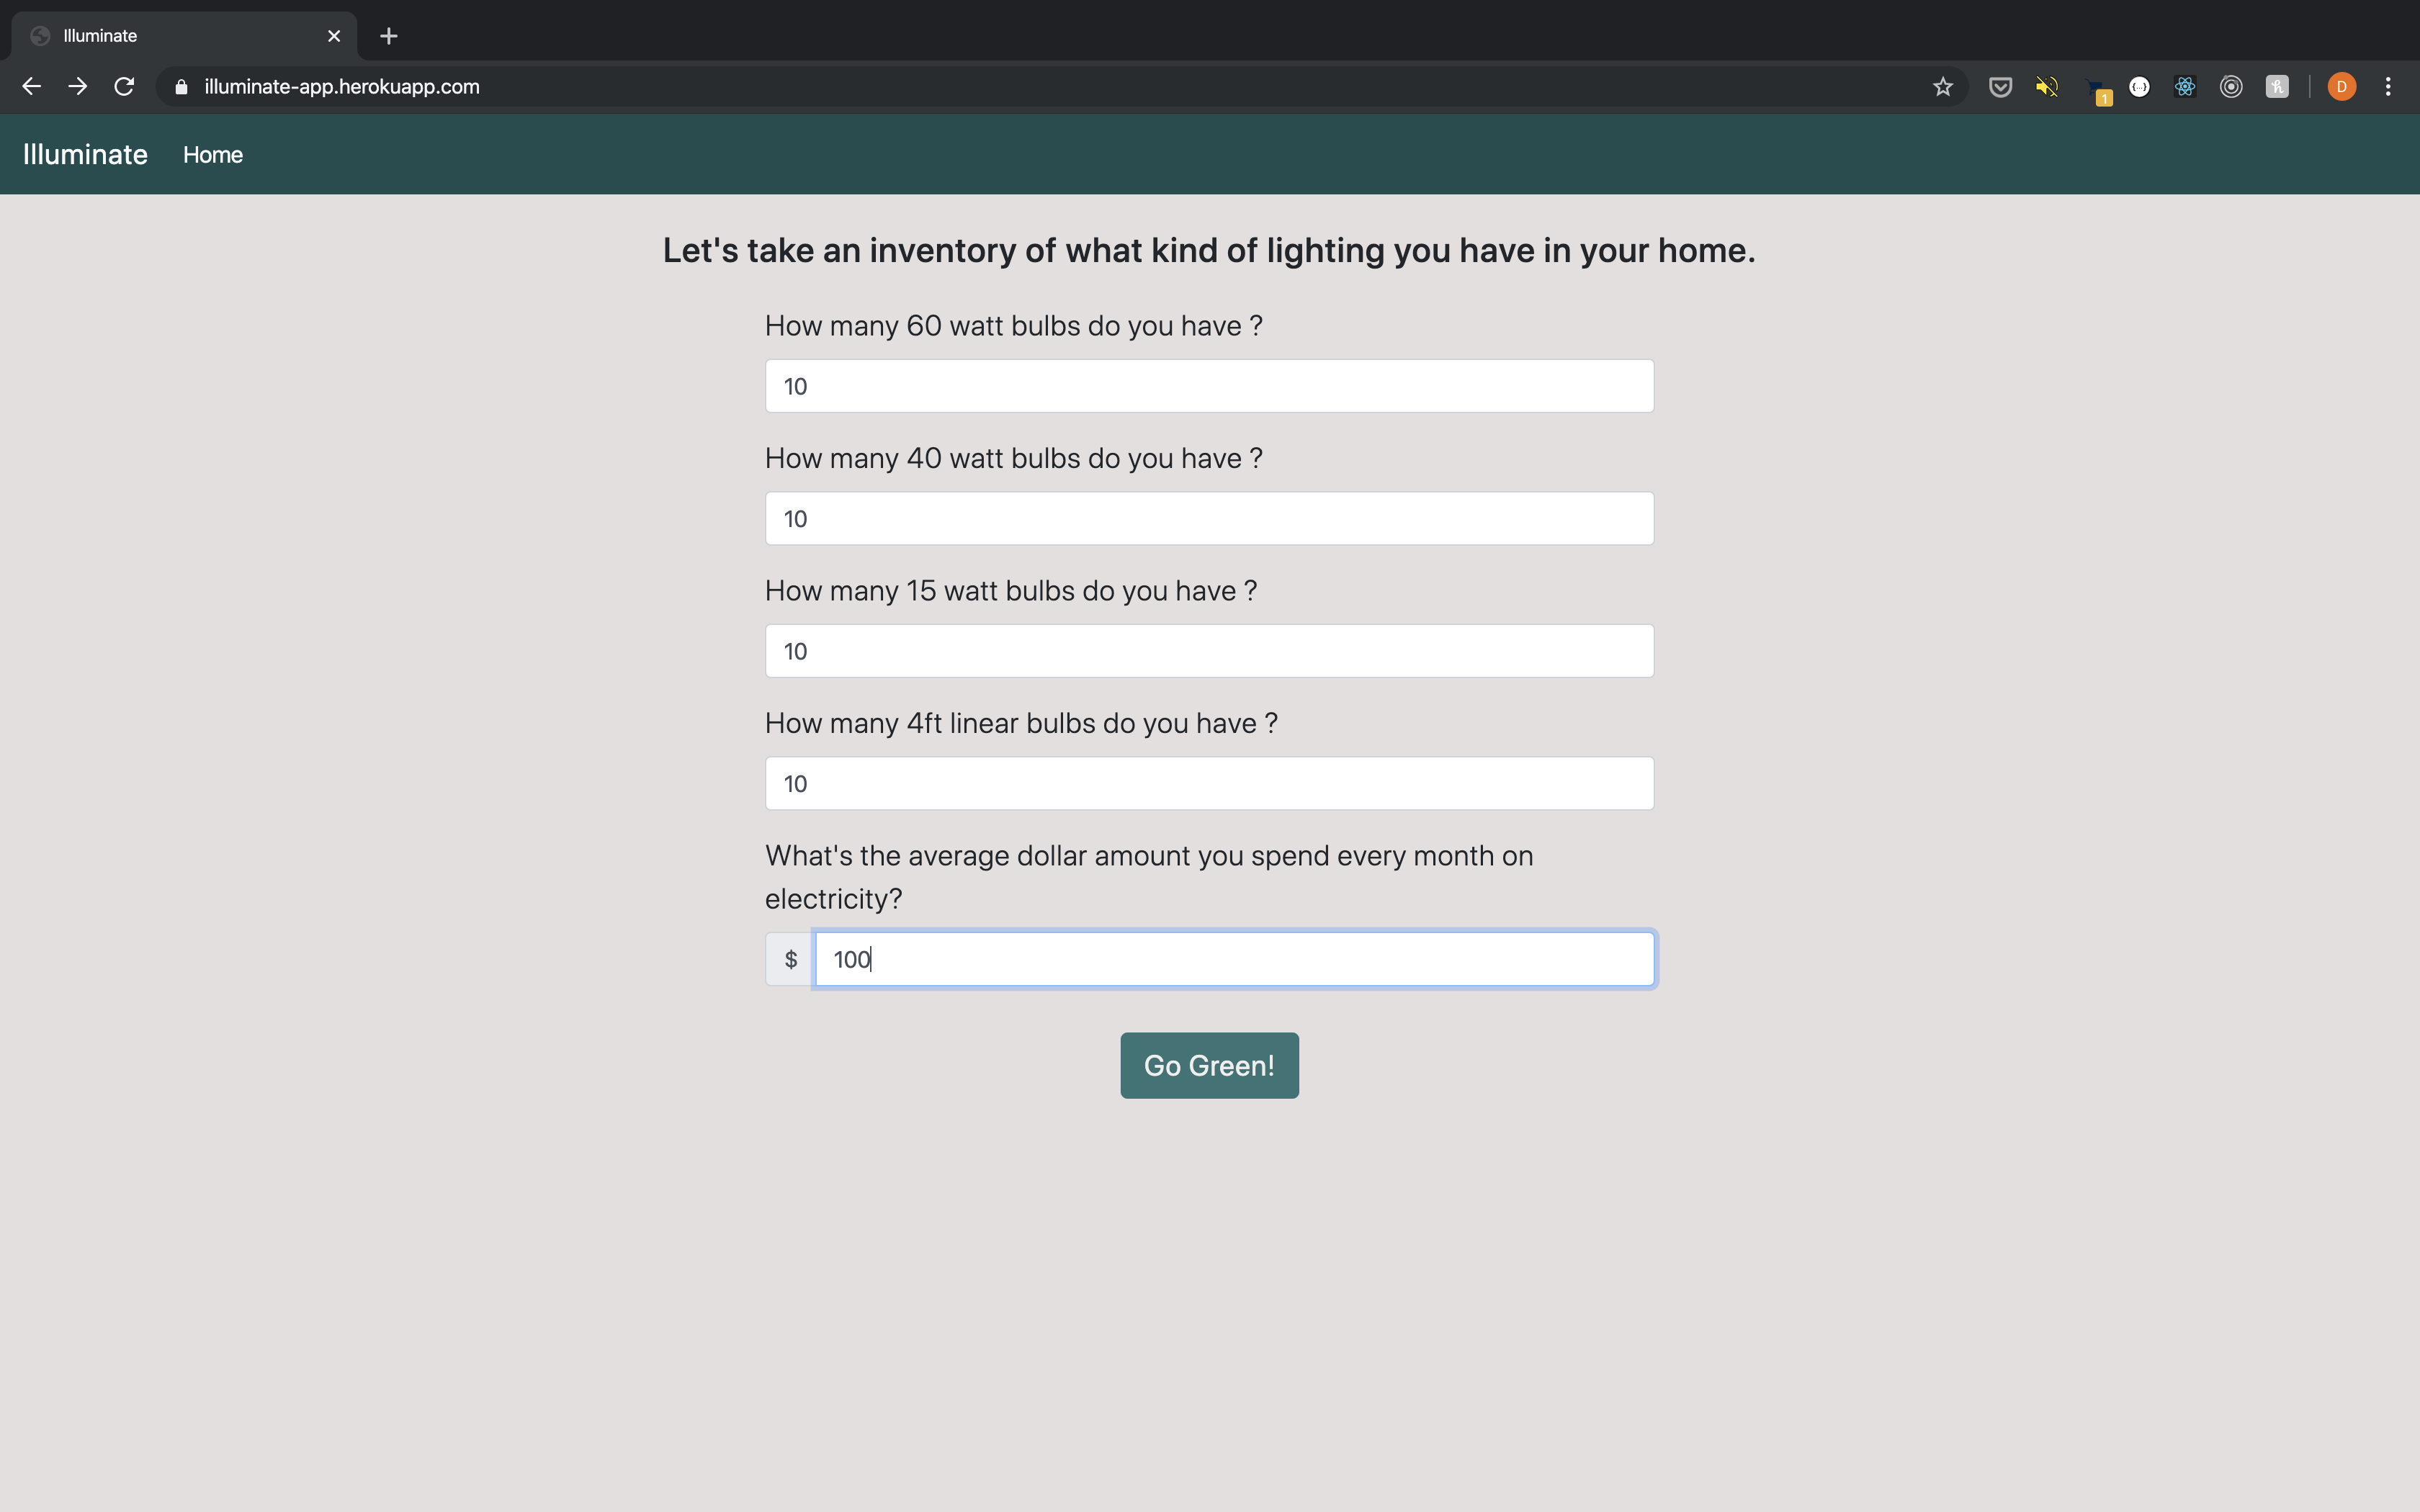 Illuminate
illuminate-app.herokuapp.com
1
D
Illuminate Home
Let's take an inventory of what kind of lighting you have in your home.
How many 60 watt bulbs do you have ?
10
How many 40 watt bulbs do you have ?
10
How many 15 watt bulbs do you have ?
10
How many 4ft linear bulbs do you have ?
10
What's the average dollar amount you spend every month on
electricity?
$ 100
Go Green!